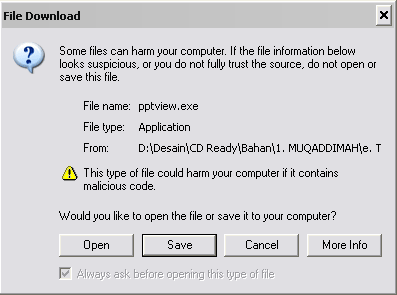 File Download
Some files can harm your computer. If the file information below
looks suspicious, or you do not fully trust the source, do not open or
save this file.
File name: pptview.exe
File type: Application
From: D:\Desain\CD Ready\Bahan\1. MUQADDIMAH\e. T
This type of file could harm your computer if it contains
malicious code.
Would you like to open the file or save it to your computer?
Open Save Cancel More Info
Always ask before opening this type of file